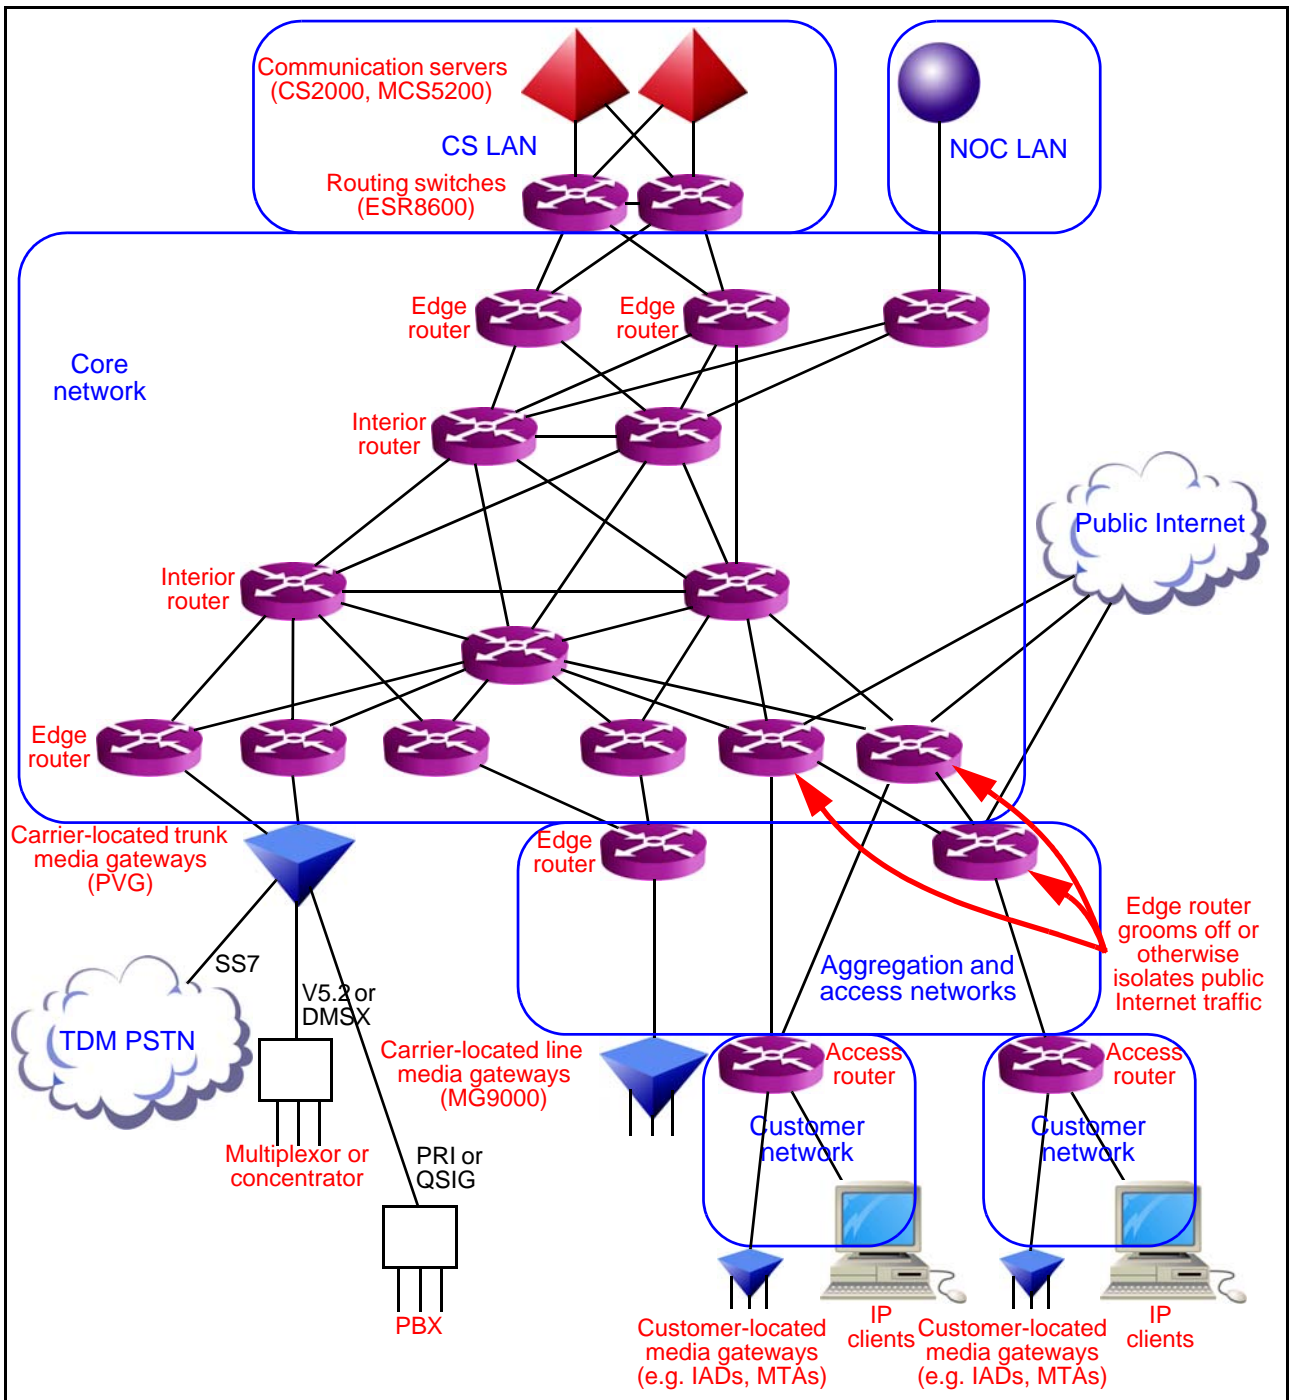 Communication servers
(CS2000, MCS5200)
CS LAN
NOC LAN
Routing switches
(ESR8600)
Edge
router
Edge
router
Core
network
Interior
router
Public Internet
Interior
router
Edge
router
Carrier-located trunk
media gateways
(PVG)
Edge
router
Edge router
grooms off or
otherwise
isolates public
Internet traffic
Aggregation and
access networks
SS7
V5.2 or
DMSX
TDM PSTN
Carrier-located line
media gateways
(MG9000)
Access
router
Access
router
Customer
network
Customer
network
Multiplexor or
concentrator
PRI or
QSIG
PBX
Customer-located
media gateways
(e.g. IADs, MTAs)
IP
clients
Customer-located
media gateways
(e.g. IADs, MTAs)
IP
clients